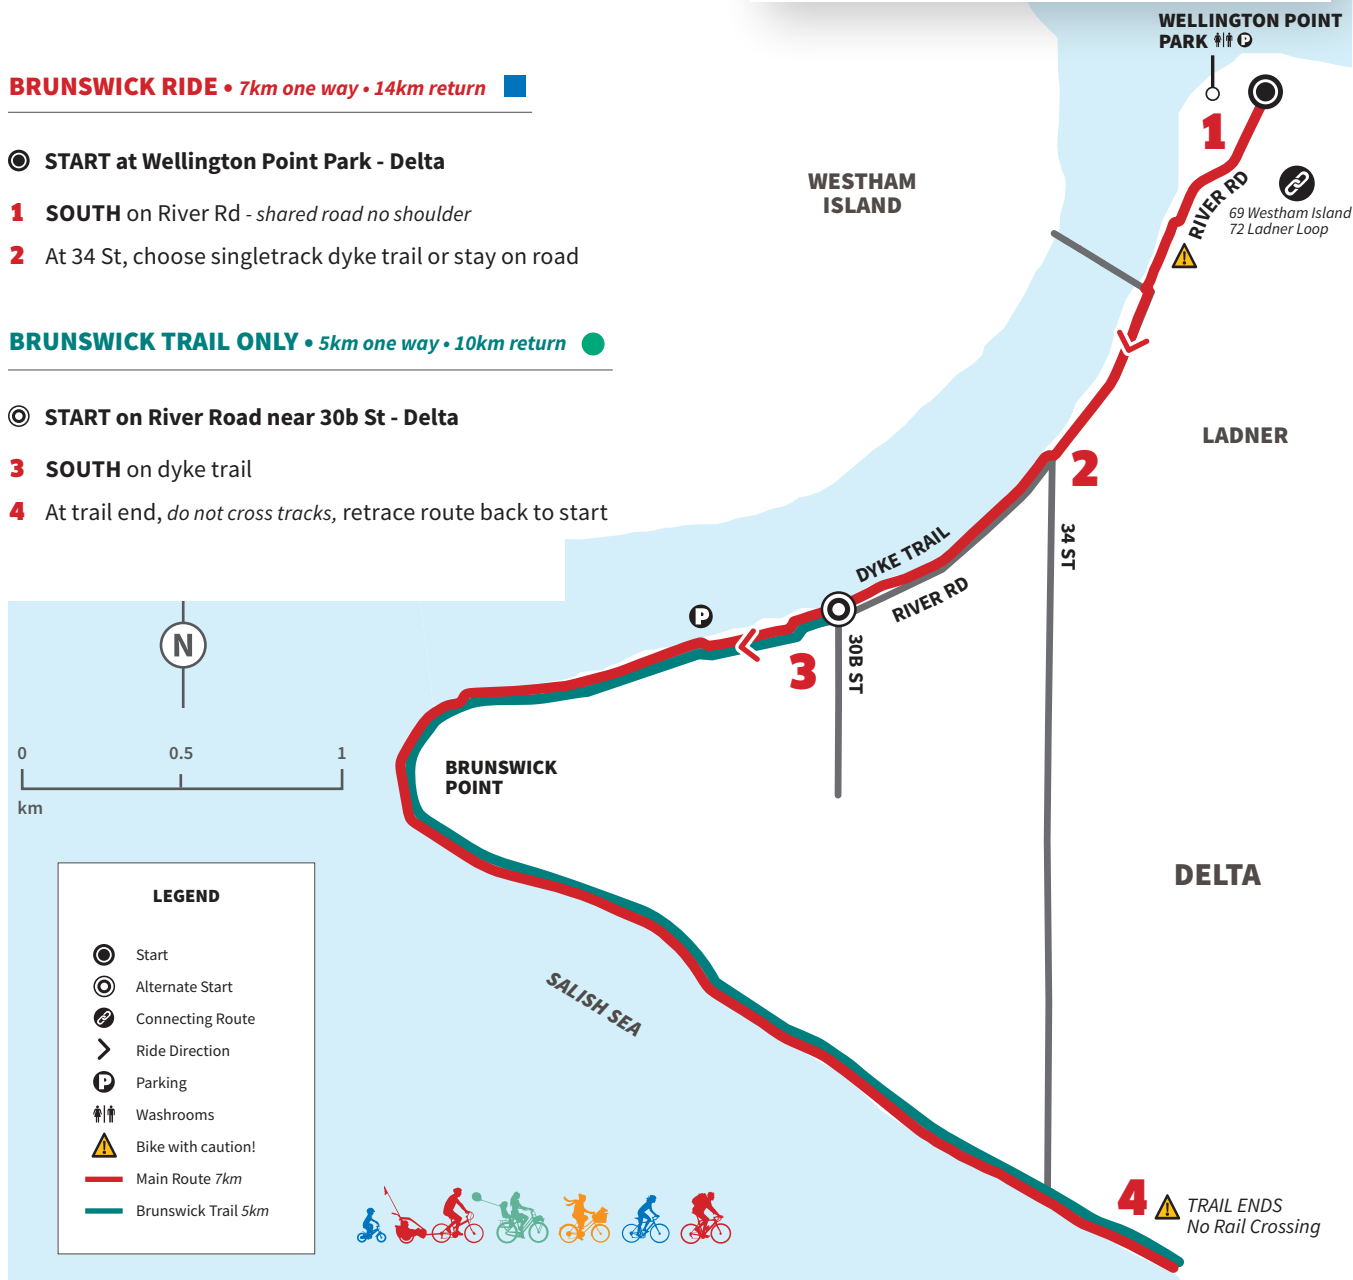 BRUNSWICK RIDE • 7km one way • 14km return
START at Wellington Point Park - Delta
1 SOUTH on River Rd - shared road no shoulder
2 At 34 St, choose singletrack dyke trail or stay on road
BRUNSWICK TRAIL ONLY • 5km one way • 10km return
START on River Road near 30b St - Delta
3 SOUTH on dyke trail
4 At trail end, do not cross tracks, retrace route back to start
WELLINGTON POINT
PARK P
1
WESTHAM
ISLAND
RIVER RD
69 Westham Island
72 Ladner Loop
LADNER
2
34 ST
DYKE TRAIL
RIVER RD
P
3
30B ST
N
0 0.5 1
km
BRUNSWICK
POINT
DELTA
SALISH SEA
LEGEND
Start
Alternate Start
Connecting Route
Ride Direction
P Parking
Washrooms
Bike with caution!
Main Route 7km
Brunswick Trail 5km
4
TRAIL ENDS
No Rail Crossing